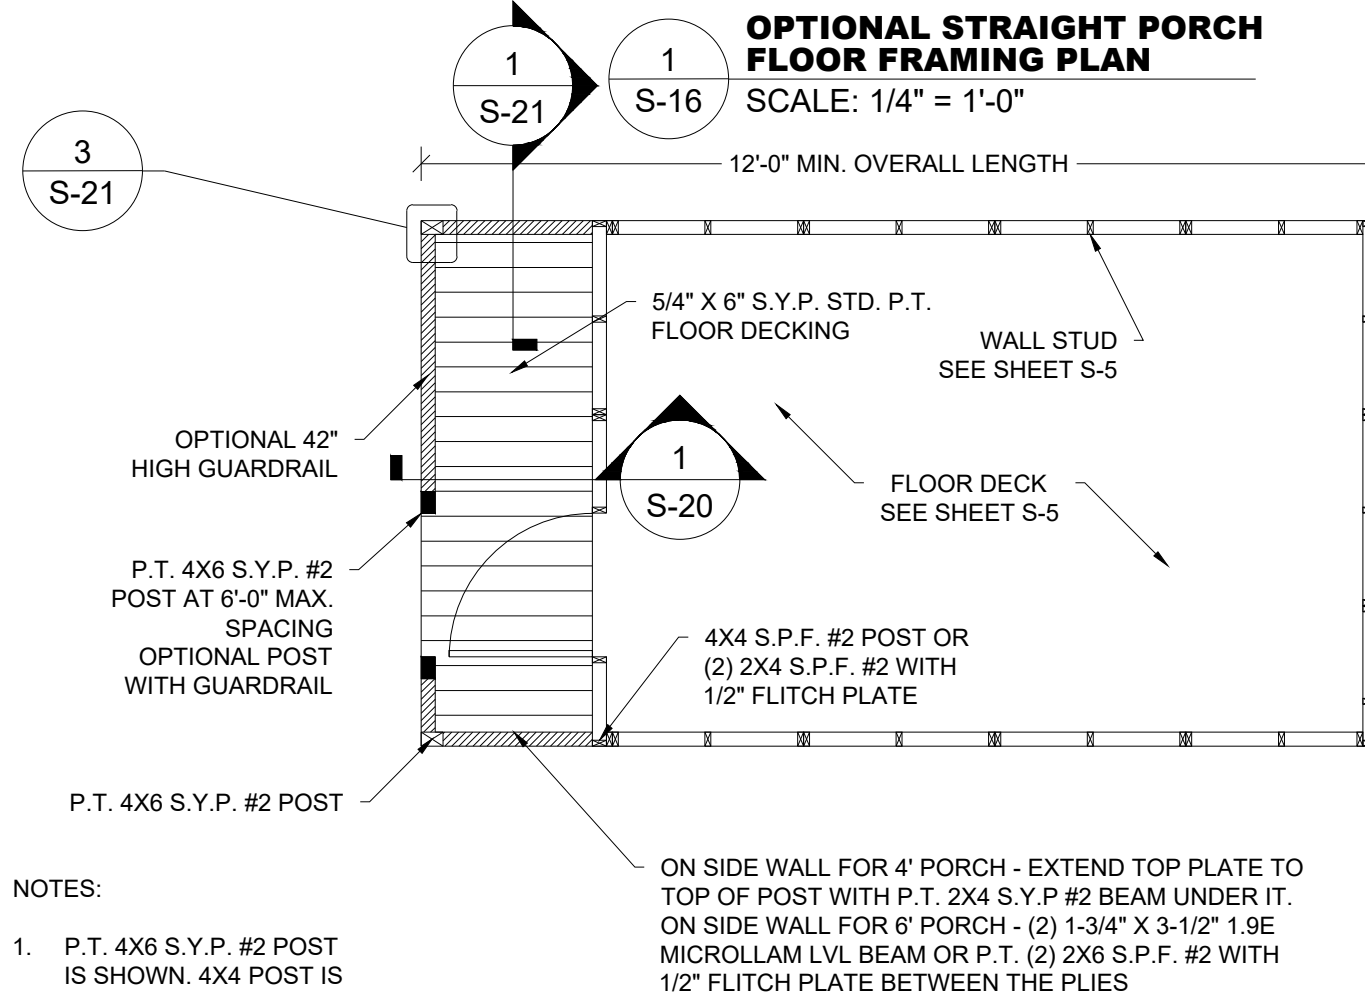 OPTIONAL STRAIGHT PORCH
FLOOR FRAMING PLAN
1
S-21
1
S-16
SCALE: 1/4" = 1'-0"
3
S-21
12'-0" MIN. OVERALL LENGTH
5/4" X 6" S.Y.P. STD. P.T.
FLOOR DECKING
WALL STUD
SEE SHEET S-5
OPTIONAL 42"
HIGH GUARDRAIL
1
S-20
FLOOR DECK
SEE SHEET S-5
P.T. 4X6 S.Y.P. #2
POST AT 6'-0" MAX.
SPACING
OPTIONAL POST
WITH GUARDRAIL
4X4 S.P.F. #2 POST OR
(2) 2X4 S.P.F. #2 WITH
1/2" FLITCH PLATE
P.T. 4X6 S.Y.P. #2 POST
ON SIDE WALL FOR 4' PORCH - EXTEND TOP PLATE TO
TOP OF POST WITH P.T. 2X4 S.Y.P #2 BEAM UNDER IT.
ON SIDE WALL FOR 6' PORCH - (2) 1-3/4" X 3-1/2" 1.9E
MICROLLAM LVL BEAM OR P.T. (2) 2X6 S.P.F. #2 WITH
1/2" FLITCH PLATE BETWEEN THE PLIES
NOTES:
1. P.T. 4X6 S.Y.P. #2 POST
IS SHOWN. 4X4 POST IS